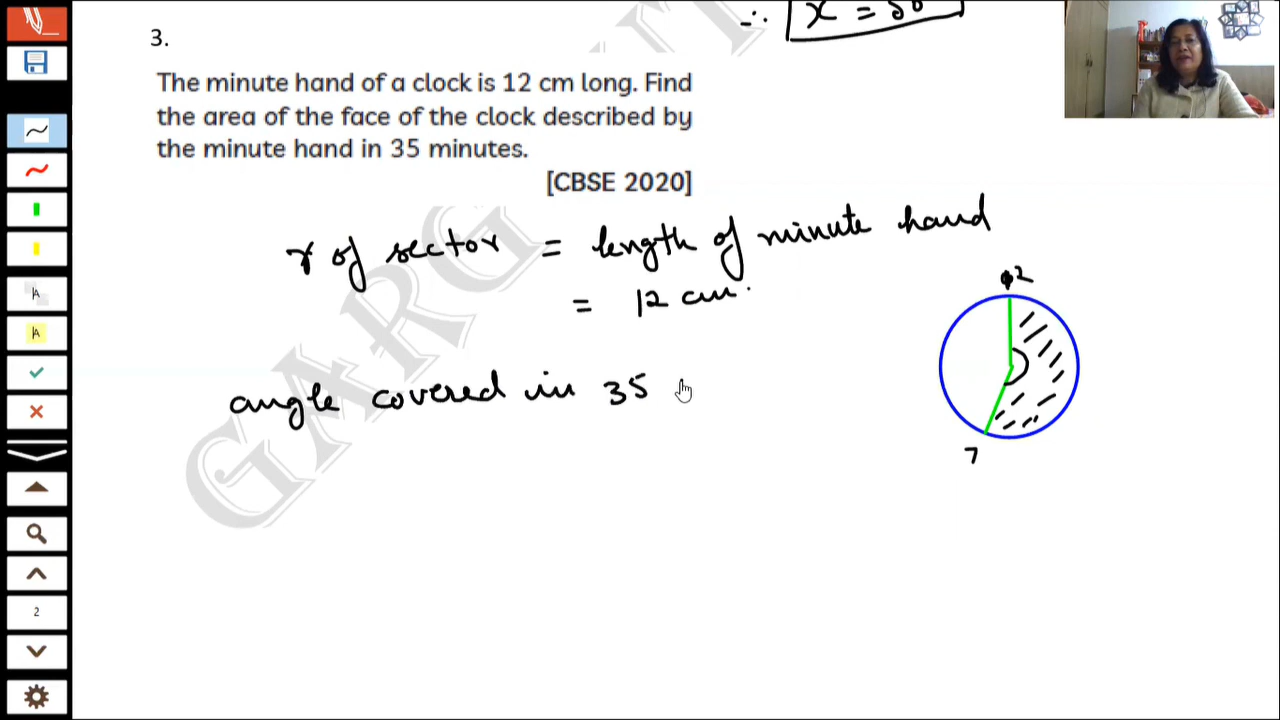 ∴ x = 50
3.
The minute hand of a clock is 12 cm long. Find
the area of the face of the clock described by
the minute hand in 35 minutes.
[CBSE 2020]
r of sector = length of minute hand
= 12 cm.
12
angle covered in 35
7
GARG
2